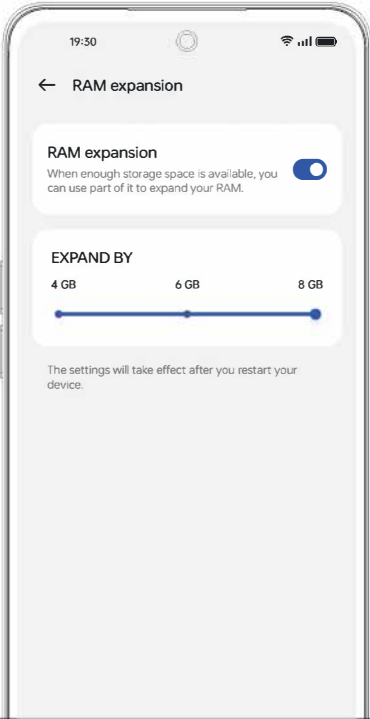 19:30
RAM expansion
RAM expansion
When enough storage space is available, you
can use part of it to expand your RAM.
EXPAND BY
4 GB 6 GB 8 GB
The settings will take effect after you restart your
device.